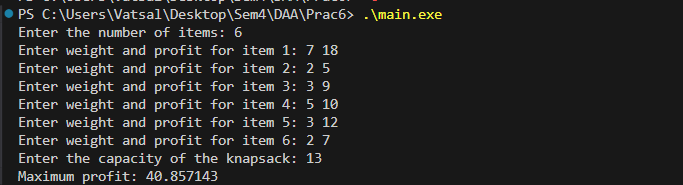 PS C:\Users\Vatsal\Desktop\Sem4\DAA\Prac6> .\main.exe
Enter the number of items: 6
Enter weight and profit for item 1: 7 18
Enter weight and profit for item 2: 2 5
Enter weight and profit for item 3: 3 9
Enter weight and profit for item 4: 5 10
Enter weight and profit for item 5: 3 12
Enter weight and profit for item 6: 2 7
Enter the capacity of the knapsack: 13
Maximum profit: 40.857143